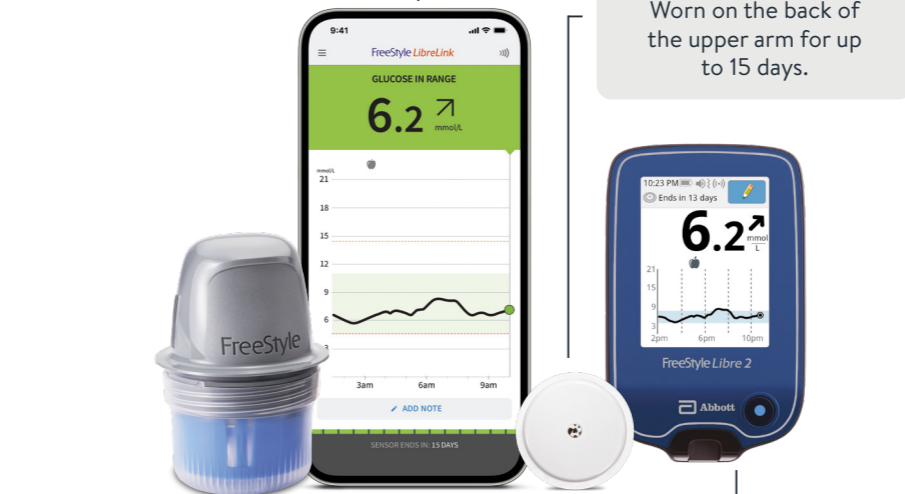 Worn on the back of
the upper arm for up
to 15 days.
9:41
FreeStyle LibreLink
GLUCOSE IN RANGE
6.2
mmol/L
mmol/L
21
18
15
12
9
6
3
3am
6am
9am
ADD NOTE
SENSOR ENDS IN: 15 DAYS
FreeStyle
10:23 PM
Ends in 13 days
6.2
mmol
L
21
15
9
3
2pm
6pm
10pm
FreeStyle Libre 2
Abbott